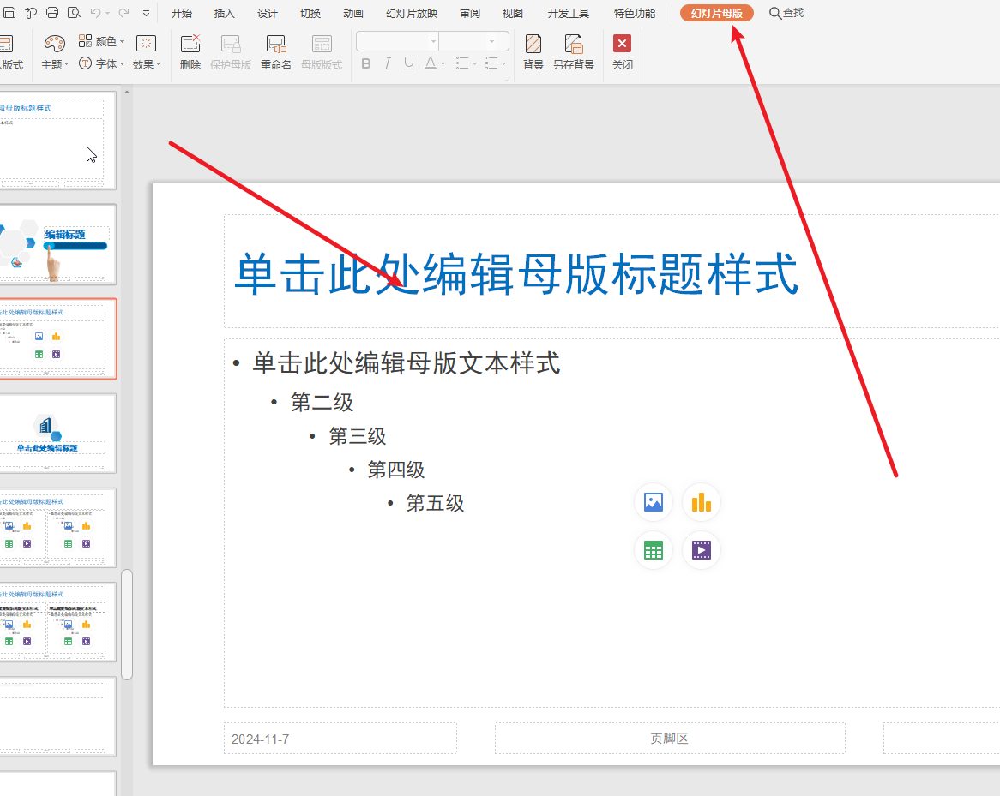 开始 插入 设计 切换 动画 幻灯片放映 审阅 视图 开发工具 特色功能 幻灯片母版 查找
颜色
版式 主题 字体 效果 删除 保护母版 重命名 母版版式 B I U A 背景 另存背景 关闭
母版标题样式
本样式
编辑标题
此处编辑母版标题样式
单击此处编辑标题
此处编辑母版标题样式
此处编辑母版标题样式
单击此处编辑母版标题样式
• 单击此处编辑母版文本样式
• 第二级
• 第三级
• 第四级
• 第五级
2024-11-7 页脚区